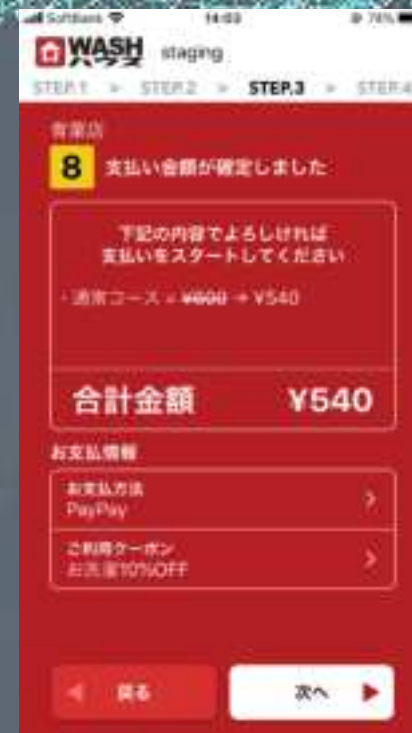 SoftBank 14:03 74%
WASH
ハウス
staging
STEP.1 > STEP.2 > STEP.3 > STEP.4
8 支払い金額が確定しました
下記の内容でよろしければ
支払いをスタートしてください
・通常コース = ¥600 → ¥540
合計金額 ¥540
お支払情報
お支払方法
PayPay
ご利用クーポン
お洗濯10%OFF
戻る 次へ